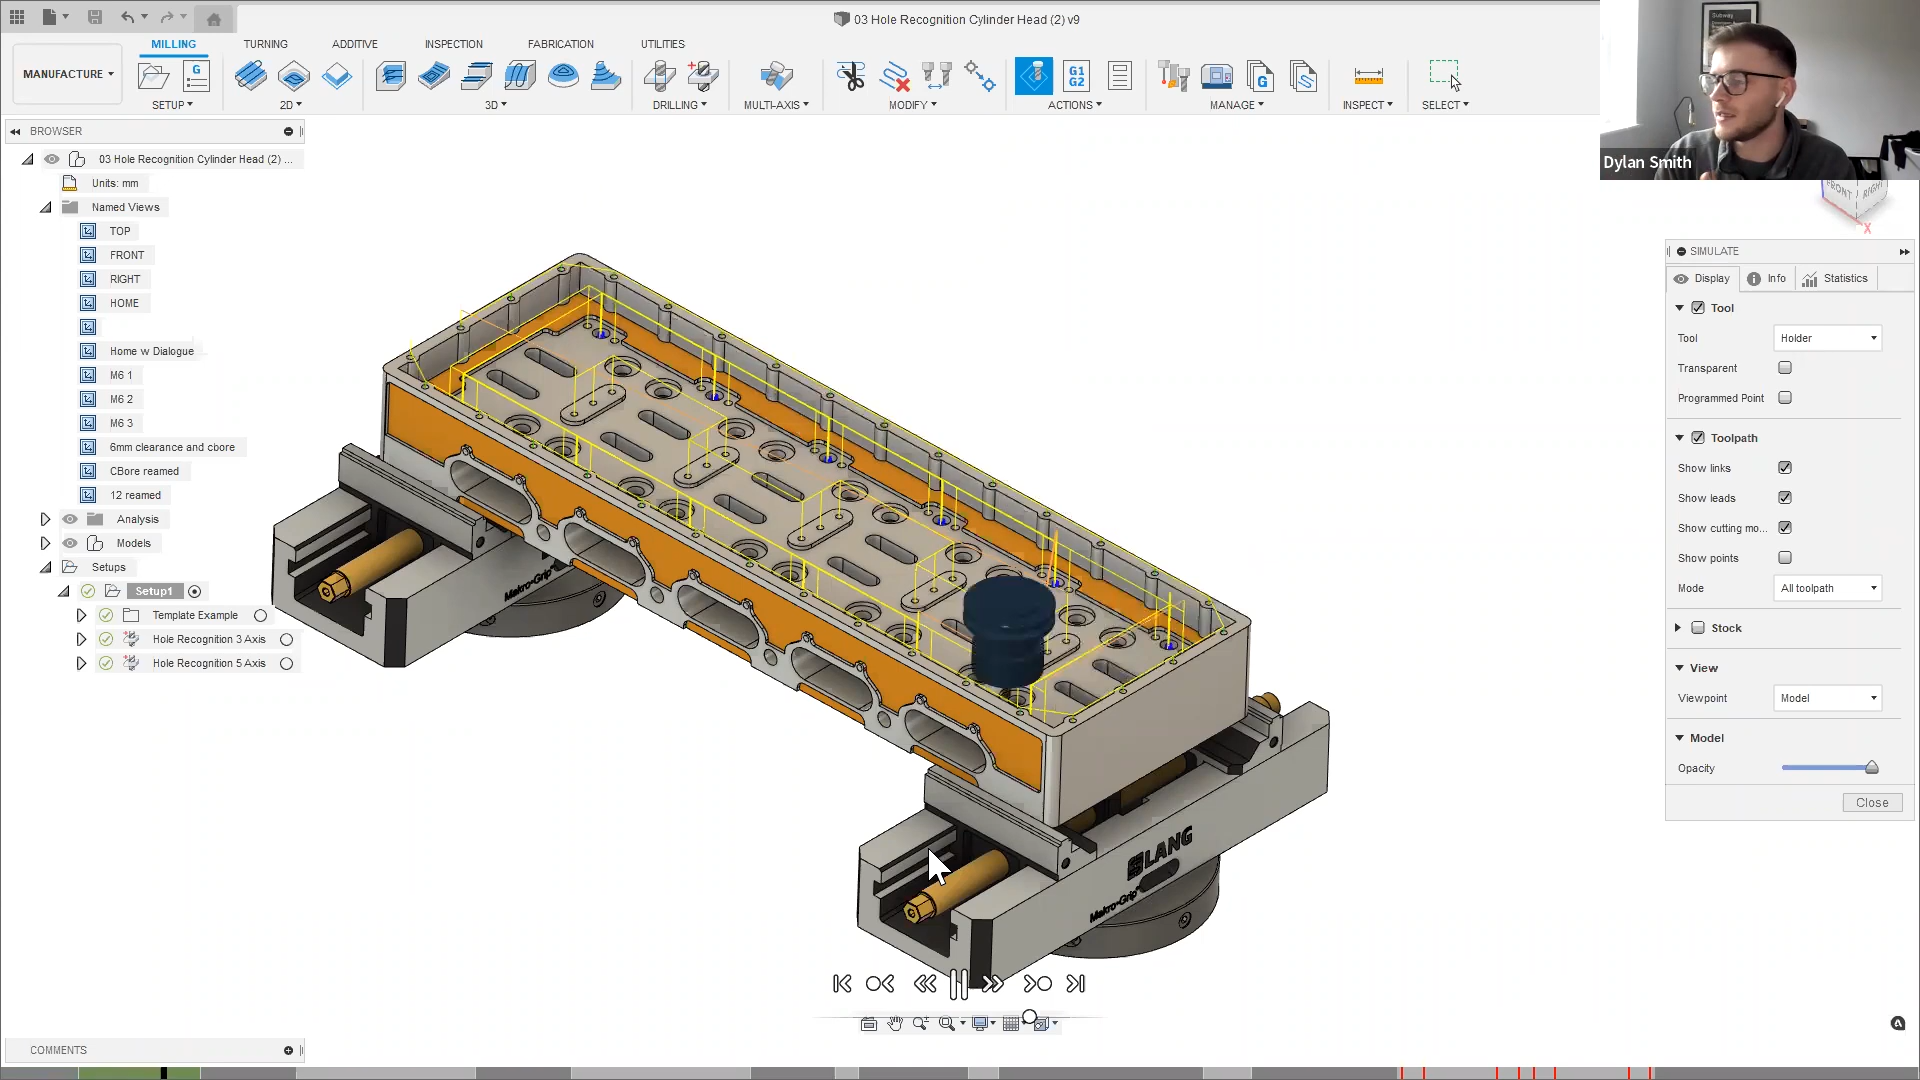 03 Hole Recognition Cylinder Head (2) v9
MILLING TURNING ADDITIVE INSPECTION FABRICATION UTILITIES
MANUFACTURE
G
G1
G2
G
SETUP 2D 3D DRILLING MULTI-AXIS MODIFY ACTIONS MANAGE INSPECT SELECT
Subway
Dylan Smith
FRONT RIGHT
X
BROWSER
03 Hole Recognition Cylinder Head (2) ...
Units: mm
Named Views
TOP
FRONT
RIGHT
HOME
Home w Dialogue
M6 1
M6 2
M6 3
6mm clearance and cbore
CBore reamed
12 reamed
Analysis
Models
Setups
Setup1
Template Example
Hole Recognition 3 Axis
Hole Recognition 5 Axis
Makro•Grip
LANG
Makro•Grip
SIMULATE
Display Info Statistics
Tool
Tool Holder
Transparent
Programmed Point
Toolpath
Show links
Show leads
Show cutting mo...
Show points
Mode All toolpath
Stock
View
Viewpoint Model
Model
Opacity
Close
COMMENTS